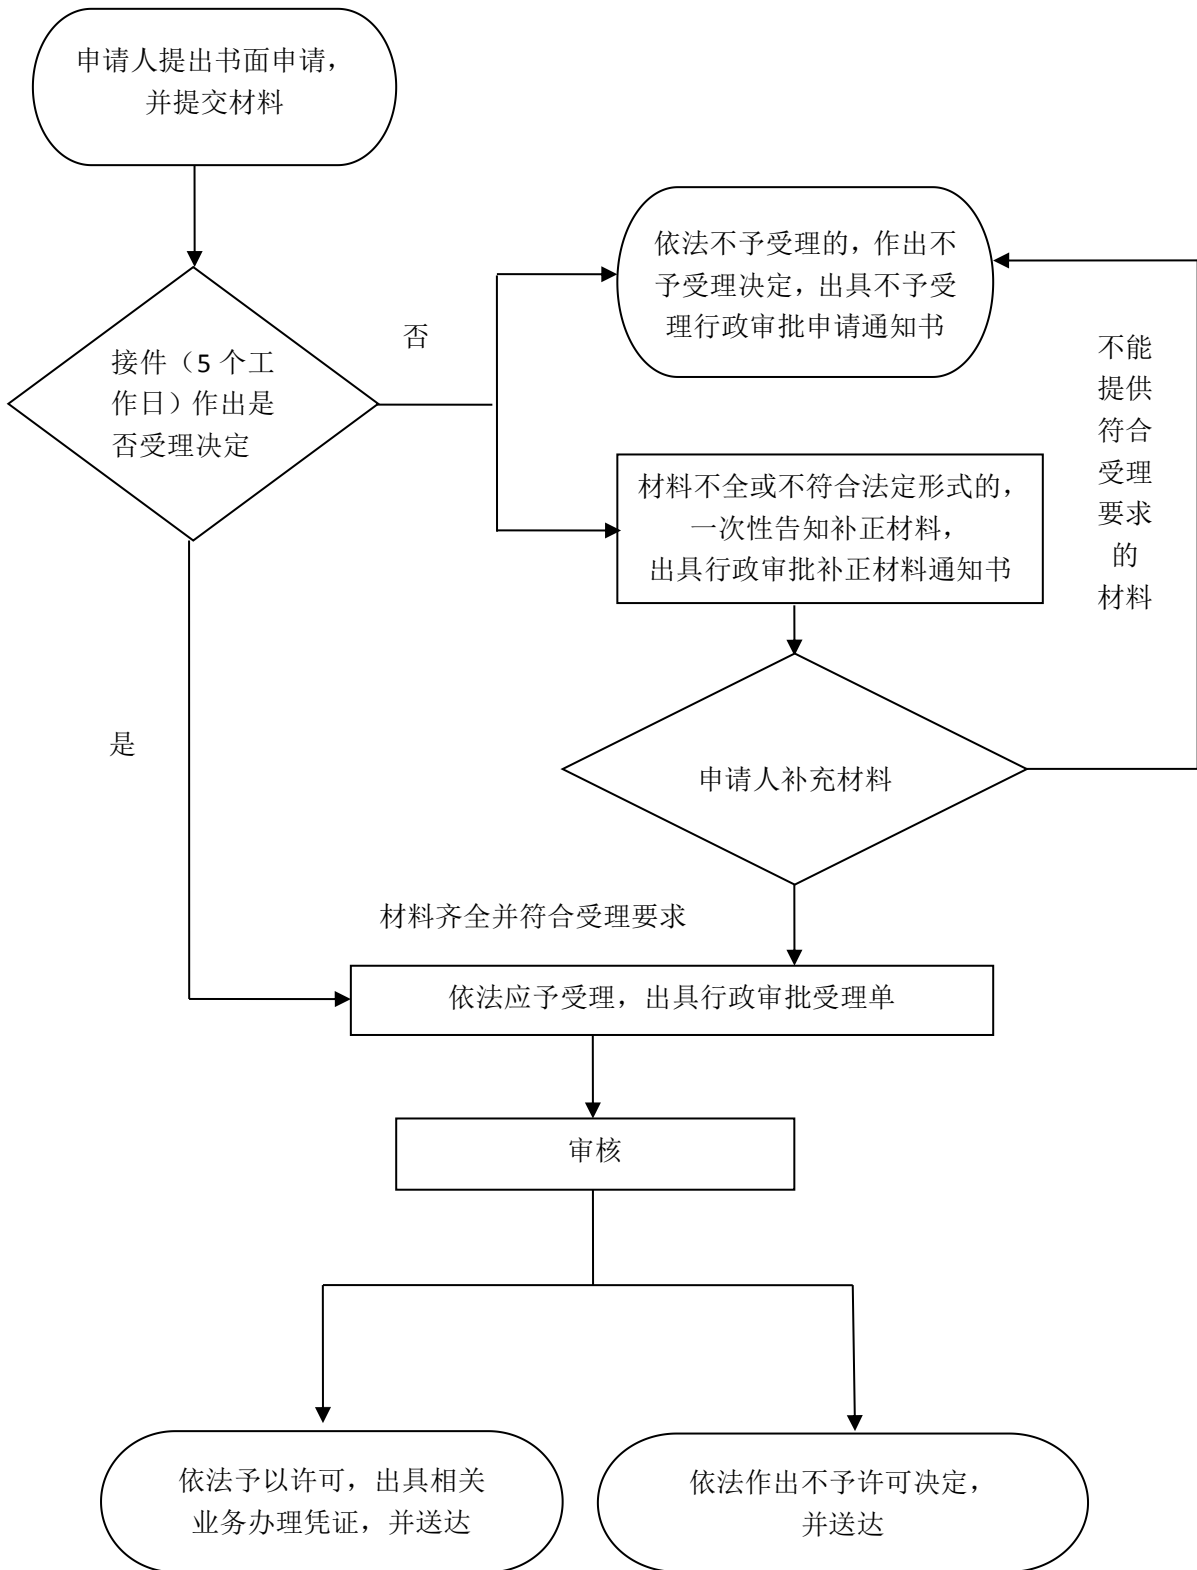 申请人提出书面申请，
并提交材料
依法不予受理的，作出不
予受理决定，出具不予受
理行政审批申请通知书
否
接件（5 个工
作日）作出是
否受理决定
不能
提供
符合
受理
要求
的
材料
材料不全或不符合法定形式的，
一次性告知补正材料，
出具行政审批补正材料通知书
是
申请人补充材料
材料齐全并符合受理要求
依法应予受理，出具行政审批受理单
审核
依法予以许可，出具相关
业务办理凭证，并送达
依法作出不予许可决定，
并送达